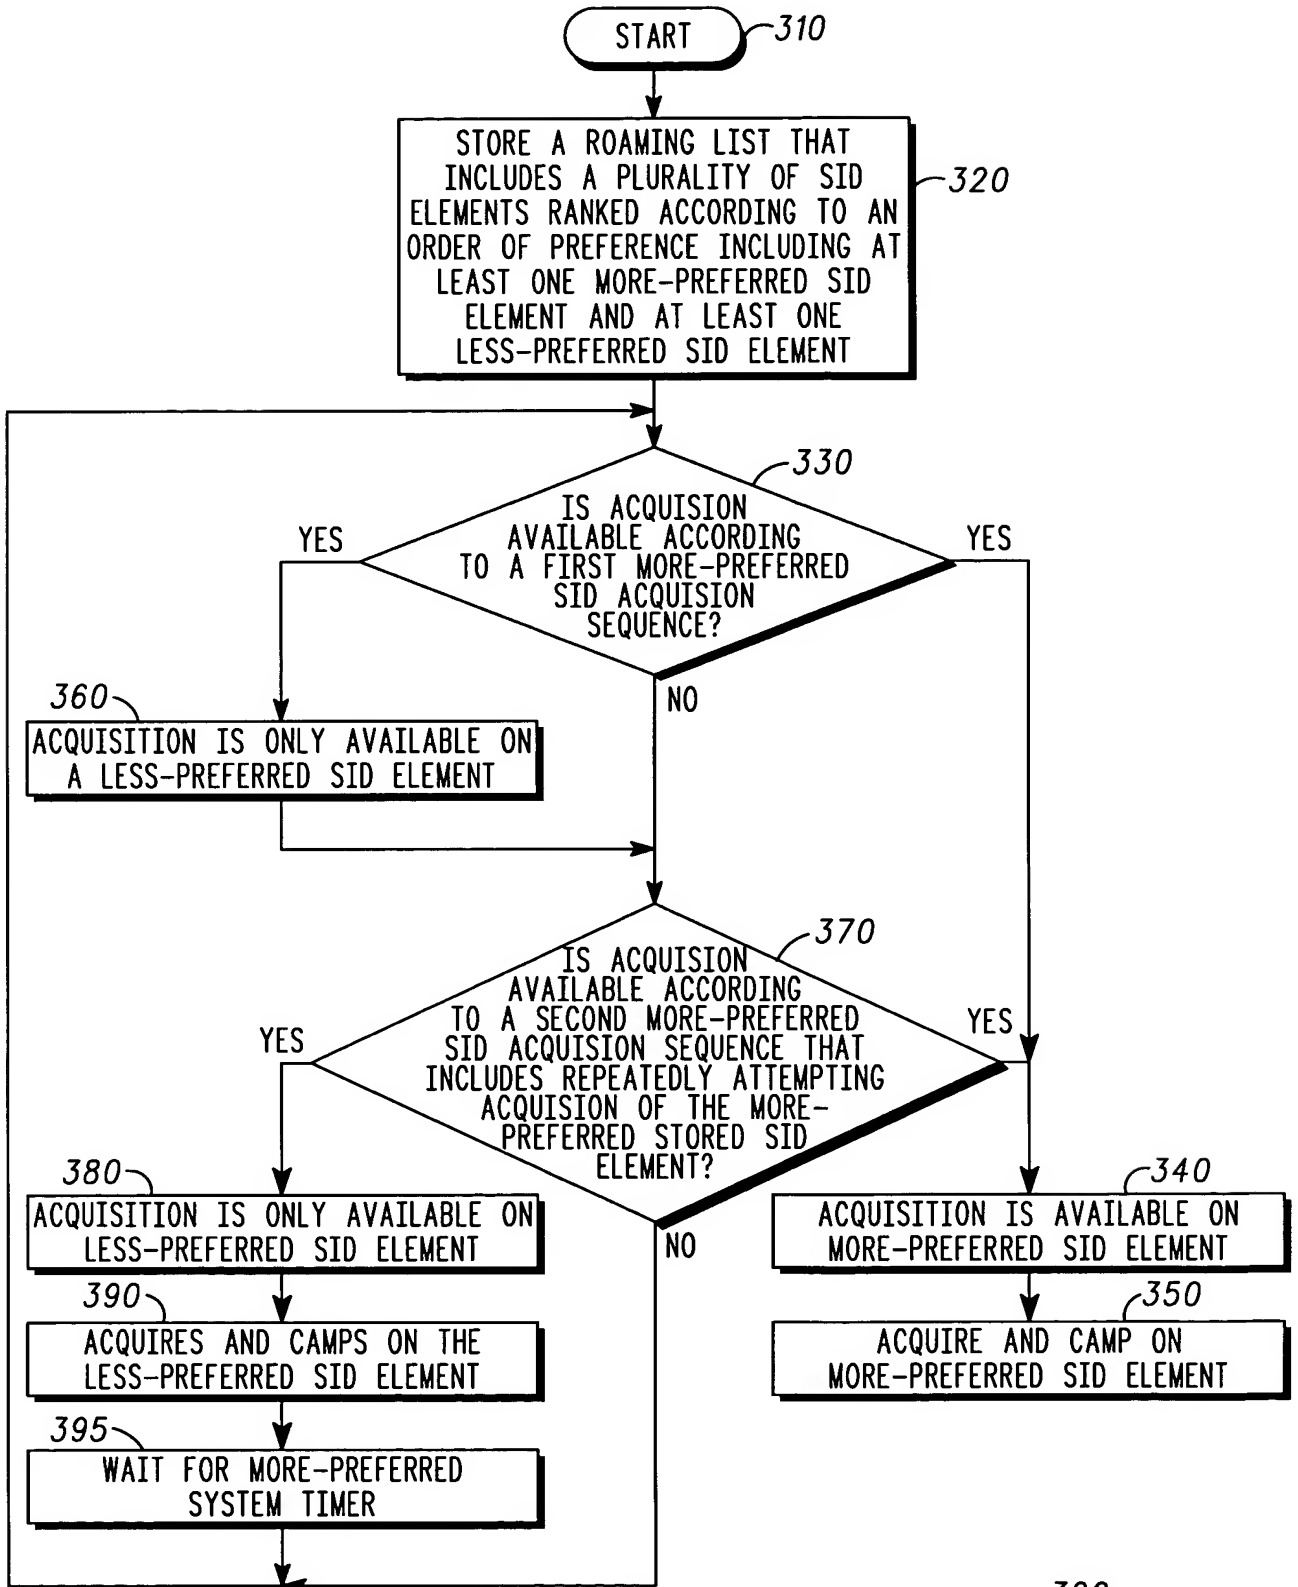 START
310
STORE A ROAMING LIST THAT
INCLUDES A PLURALITY OF SID
ELEMENTS RANKED ACCORDING TO AN
ORDER OF PREFERENCE INCLUDING AT
LEAST ONE MORE-PREFERRED SID
ELEMENT AND AT LEAST ONE
LESS-PREFERRED SID ELEMENT
320
330
IS ACQUISION
AVAILABLE ACCORDING
TO A FIRST MORE-PREFERRED
SID ACQUISION
SEQUENCE?
YES
YES
NO
360
ACQUISITION IS ONLY AVAILABLE ON
A LESS-PREFERRED SID ELEMENT
370
IS ACQUISION
AVAILABLE ACCORDING
TO A SECOND MORE-PREFERRED
SID ACQUISION SEQUENCE THAT
INCLUDES REPEATEDLY ATTEMPTING
ACQUISION OF THE MORE-
PREFERRED STORED SID
ELEMENT?
YES
YES
NO
380
ACQUISITION IS ONLY AVAILABLE ON
LESS-PREFERRED SID ELEMENT
340
ACQUISITION IS AVAILABLE ON
MORE-PREFERRED SID ELEMENT
390
ACQUIRES AND CAMPS ON THE
LESS-PREFERRED SID ELEMENT
350
ACQUIRE AND CAMP ON
MORE-PREFERRED SID ELEMENT
395
WAIT FOR MORE-PREFERRED
SYSTEM TIMER